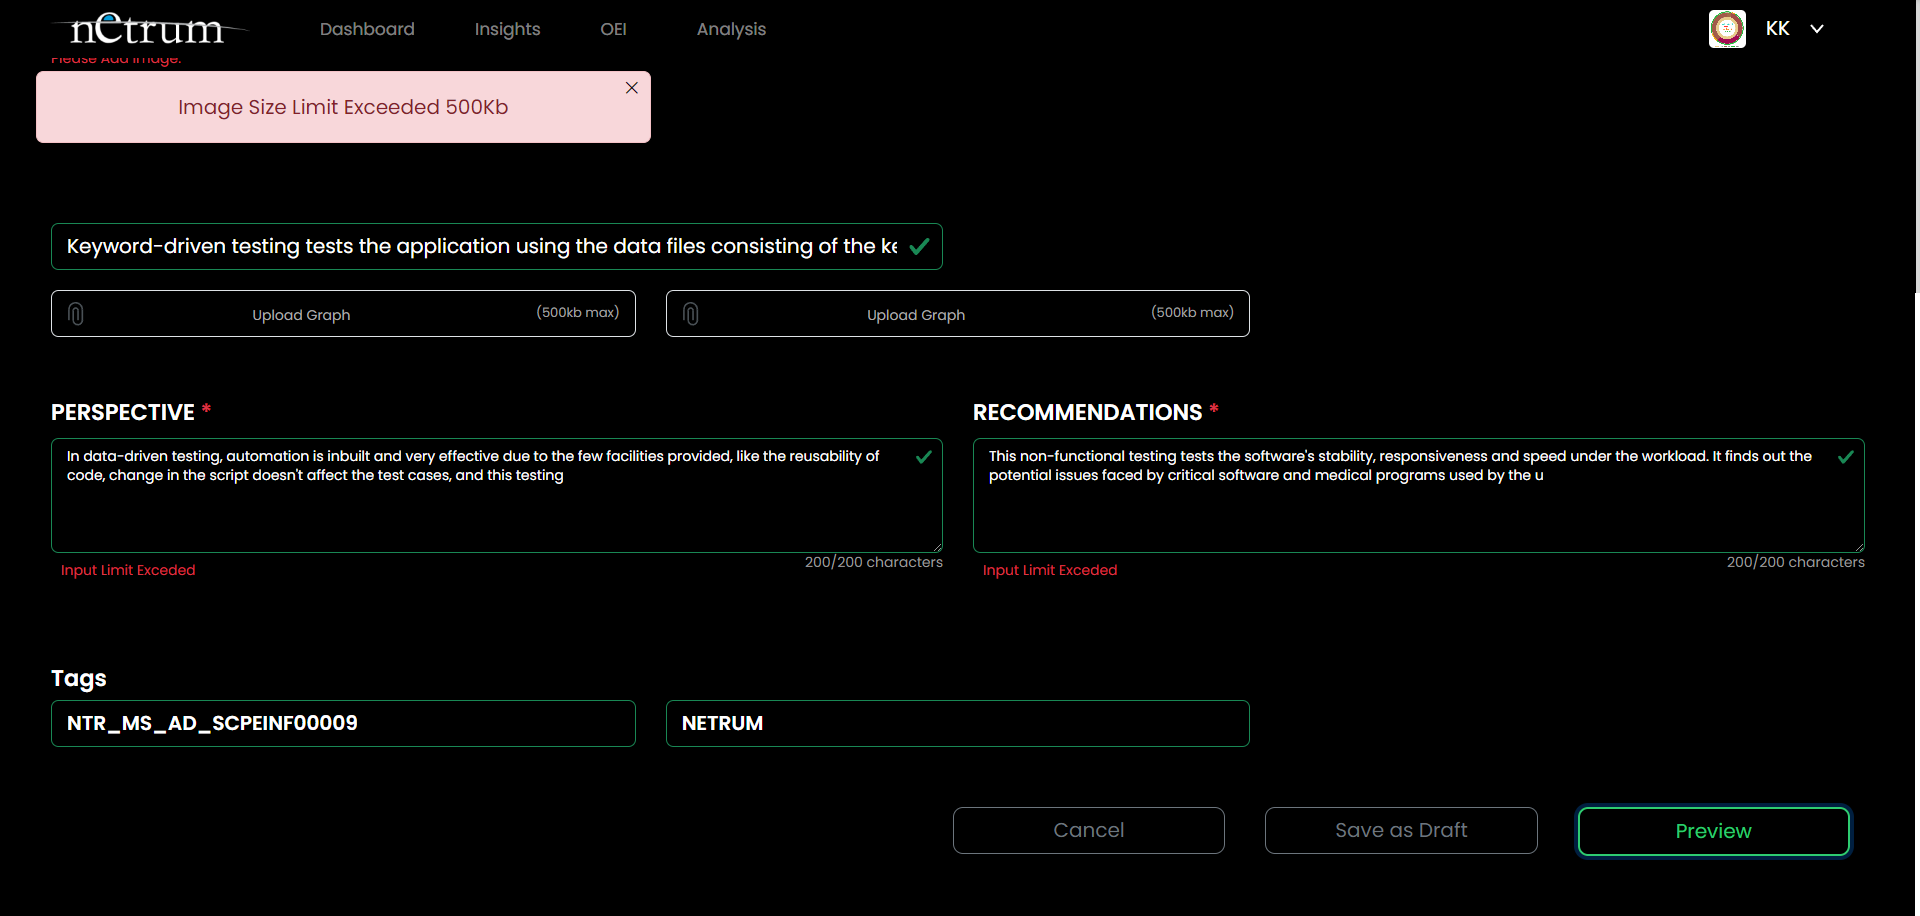 netrum
Dashboard
Insights
OEI
Analysis
KK
Please Add Image.
Image Size Limit Exceeded 500Kb
Keyword-driven testing tests the application using the data files consisting of the ke
Upload Graph
(500kb max)
Upload Graph
(500kb max)
PERSPECTIVE *
In data-driven testing, automation is inbuilt and very effective due to the few facilities provided, like the reusability of
code, change in the script doesn't affect the test cases, and this testing
200/200 characters
Input Limit Exceded
RECOMMENDATIONS *
This non-functional testing tests the software's stability, responsiveness and speed under the workload. It finds out the
potential issues faced by critical software and medical programs used by the u
200/200 characters
Input Limit Exceded
Tags
NTR_MS_AD_SCPEINF00009
NETRUM
Cancel
Save as Draft
Preview